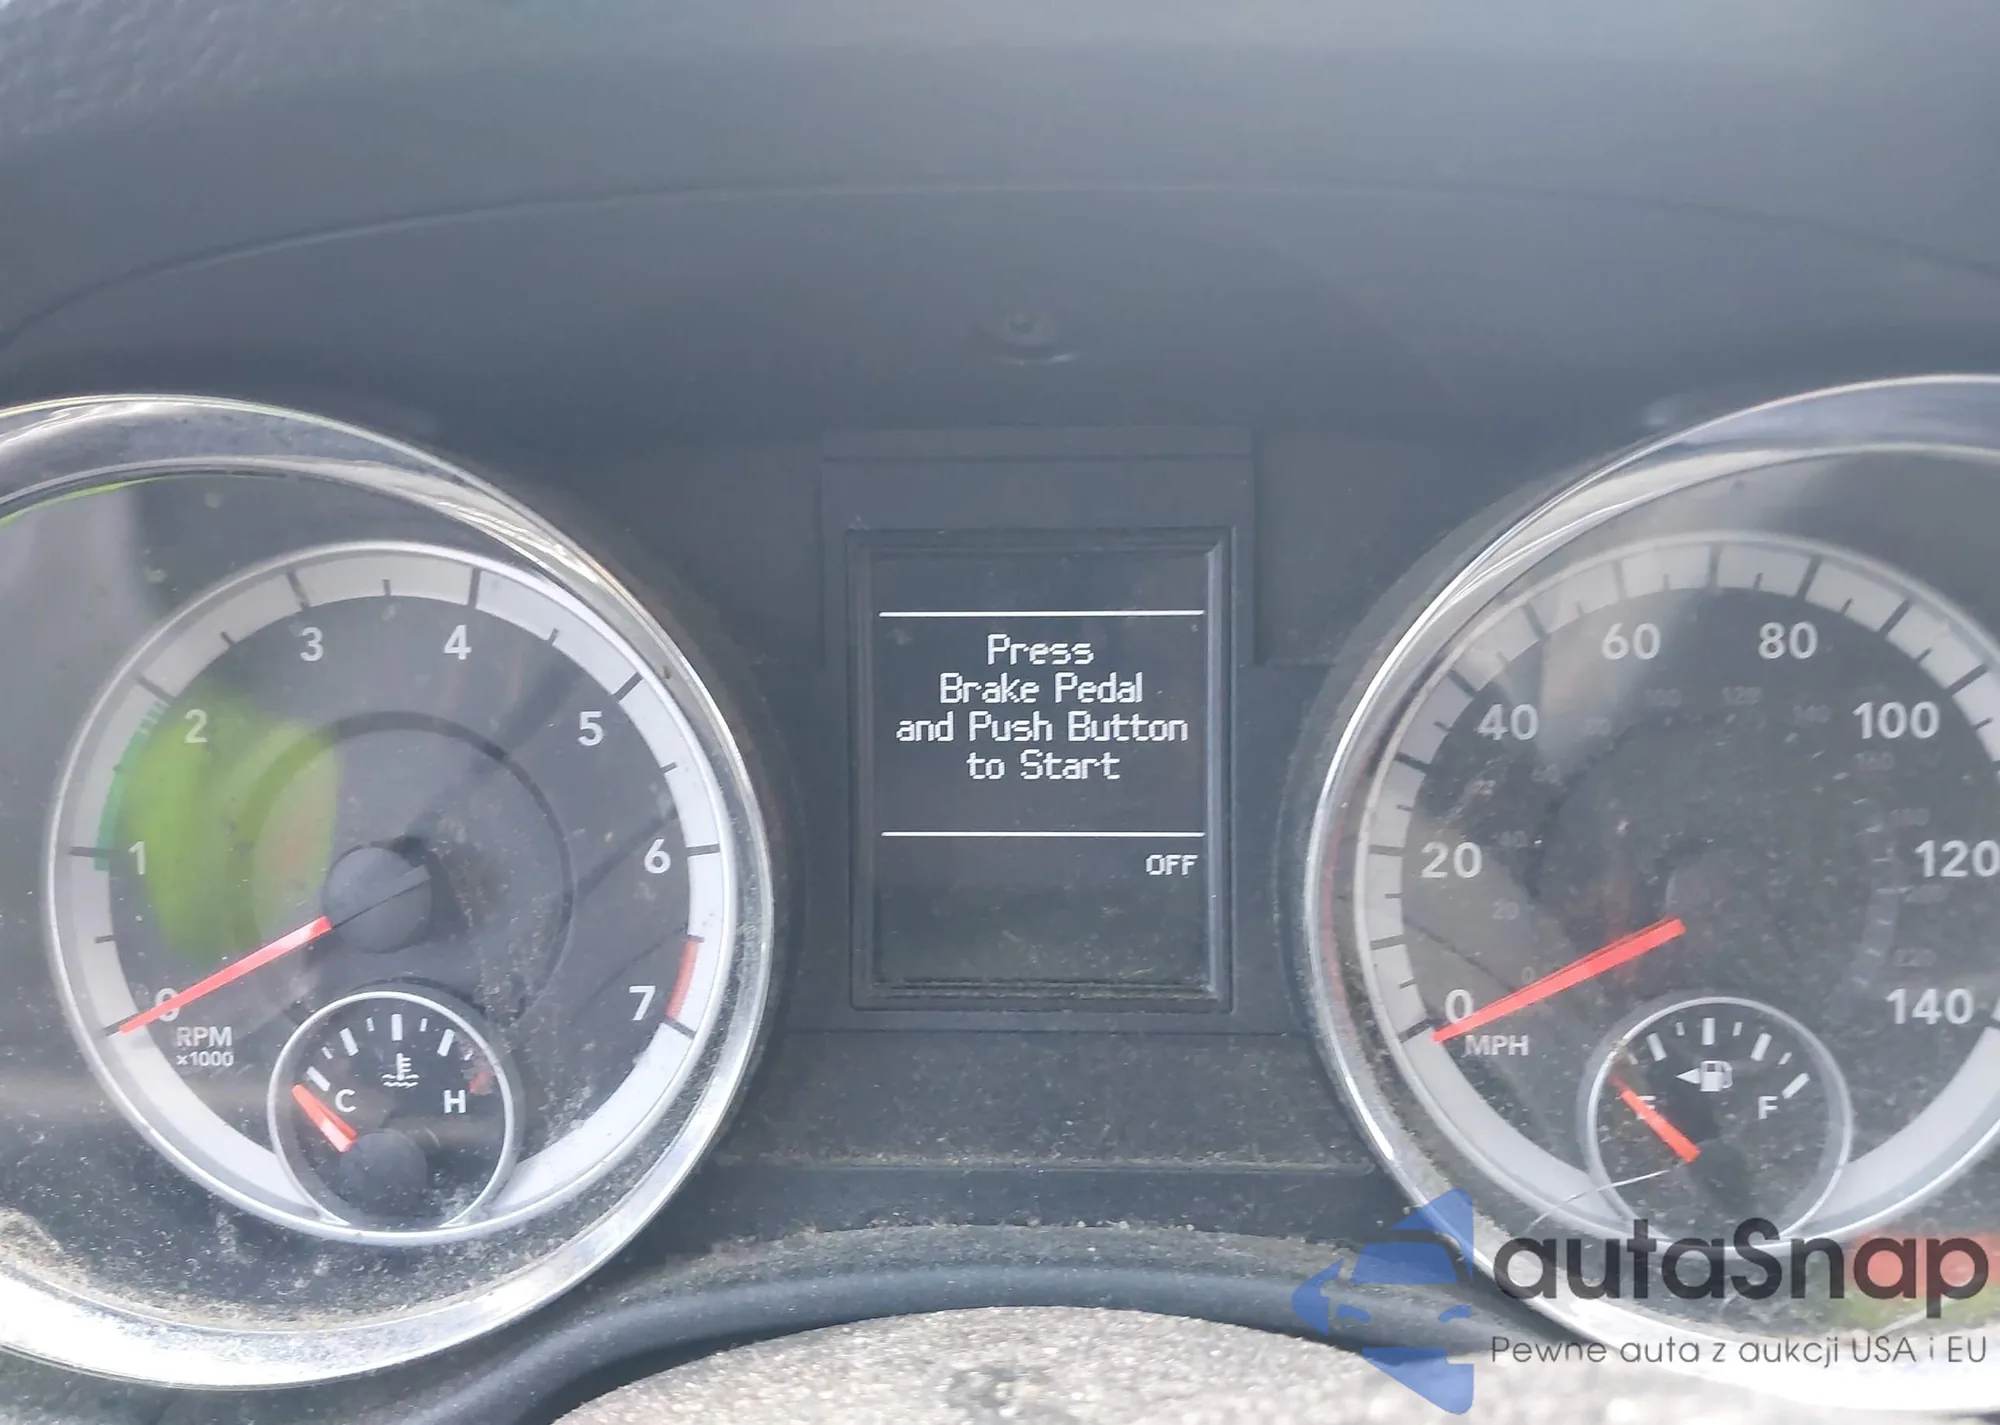 Press
Brake Pedal
and Push Button
to Start
OFF
0
1
2
3
4
5
6
7
RPM
x1000
C
H
0
20
40
60
80
100
120
140
MPH
E
F
autaSnap
Pewne auta z aukcji USA i EU